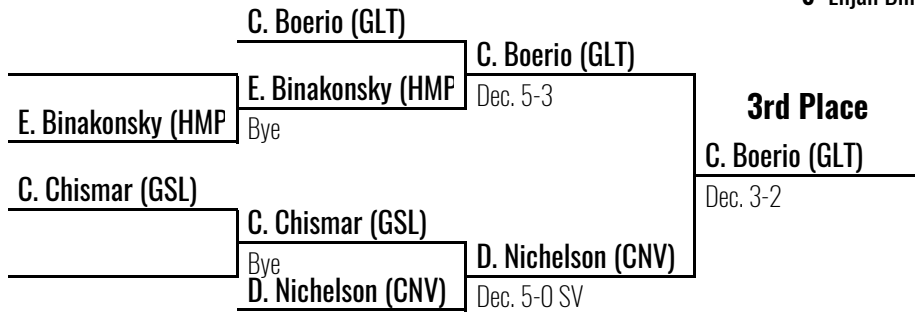 C. Boerio (GLT)
C. Boerio (GLT)
E. Binakonsky (HMP
Dec. 5-3
3rd Place
E. Binakonsky (HMP
Bye
C. Boerio (GLT)
C. Chismar (GSL)
Dec. 3-2
C. Chismar (GSL)
Bye
D. Nichelson (CNV)
D. Nichelson (CNV)
Dec. 5-0 SV